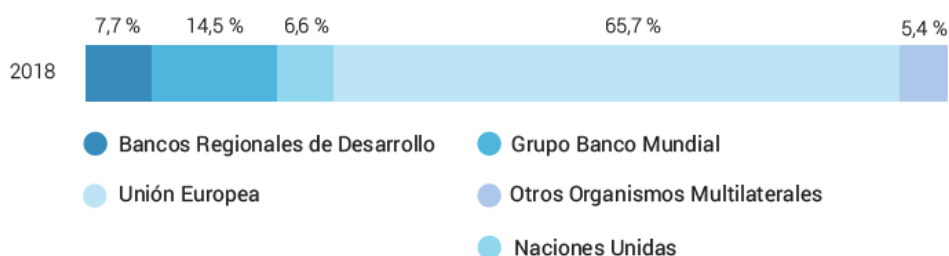 7,7 % 14,5 % 6,6 % 65,7 % 5,4 %
2018
Bancos Regionales de Desarrollo
Grupo Banco Mundial
Unión Europea
Otros Organismos Multilaterales
Naciones Unidas